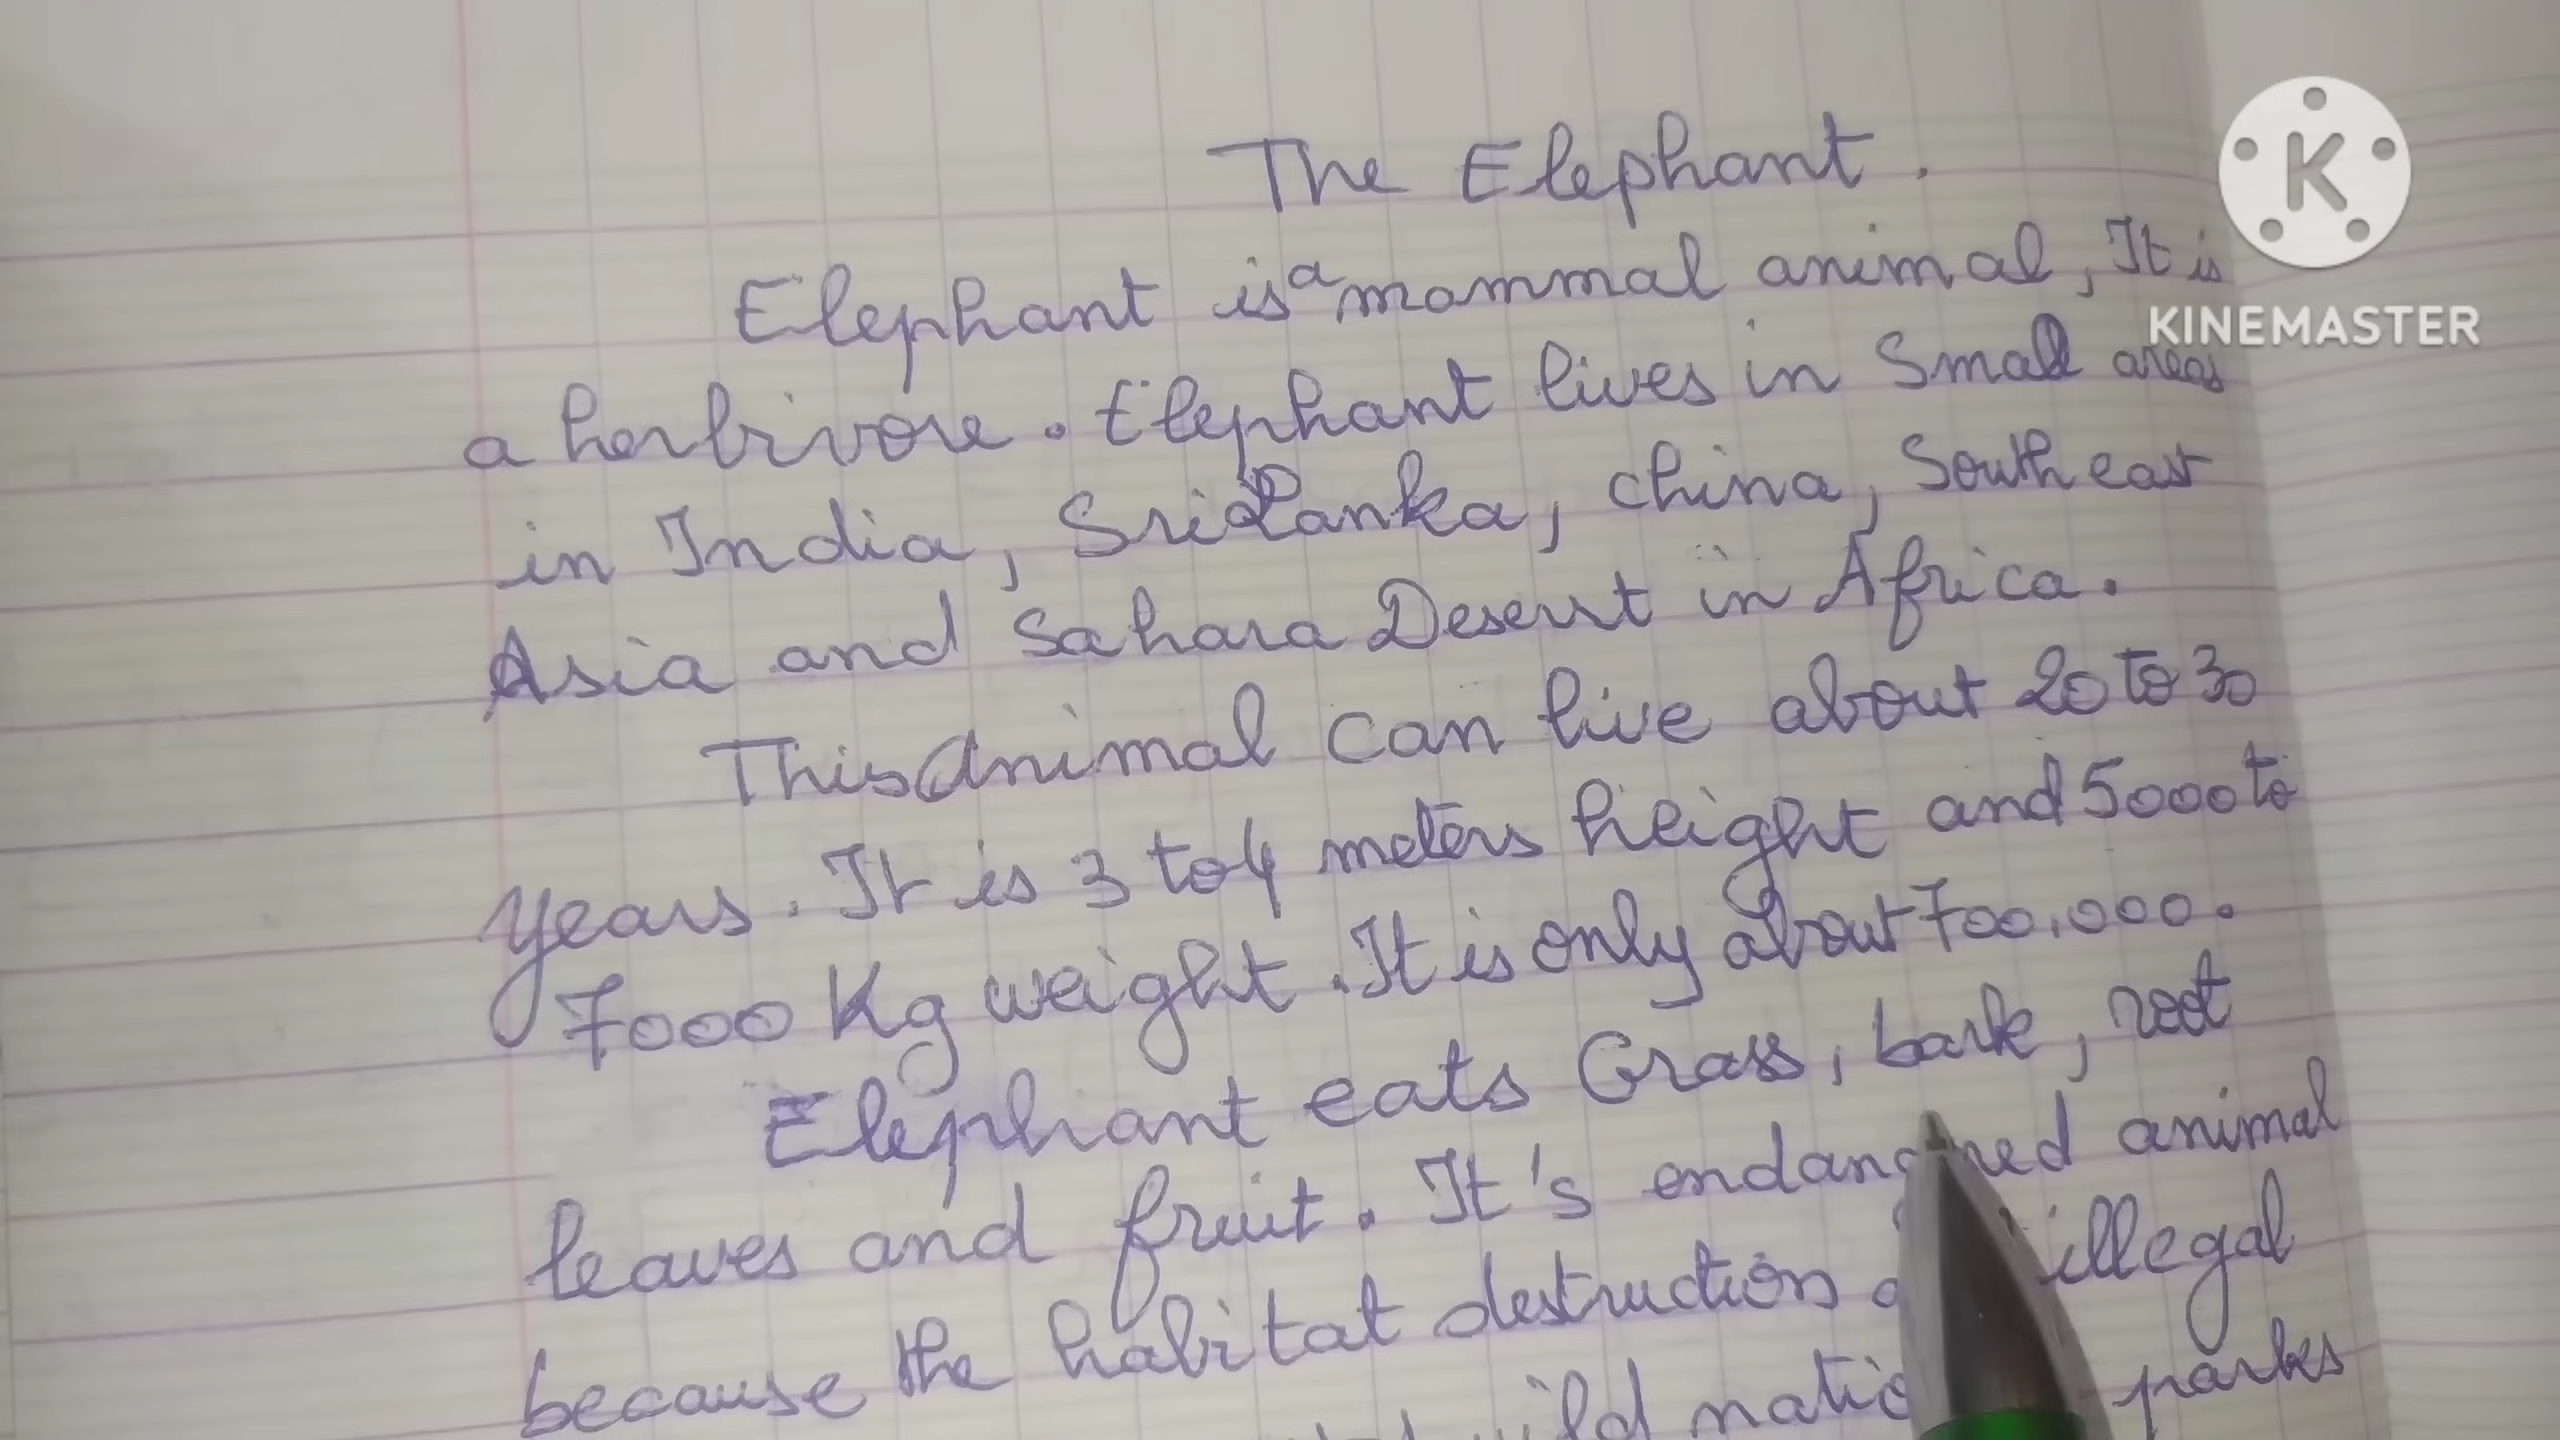 The Elephant.
Elephant is a mammal animal, It is
a herbivore. Elephant lives in Small areas
in India, Sri Lanka, china, South east
Asia and Sahara Desert in Africa.
This animal can live about 20 to 30
years. It is 3 to 4 meters height and 5000 to
7000 Kg weight. It is only about 700.000.
Elephant eats Grass, bark, root
leaves and fruit. It's animal
because the habitat destruction illegal
parks
K
KINEMASTER